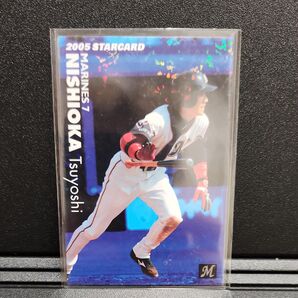 2005 STARCARD
MARINES 7
NISHIOKA
Tsuyoshi
M